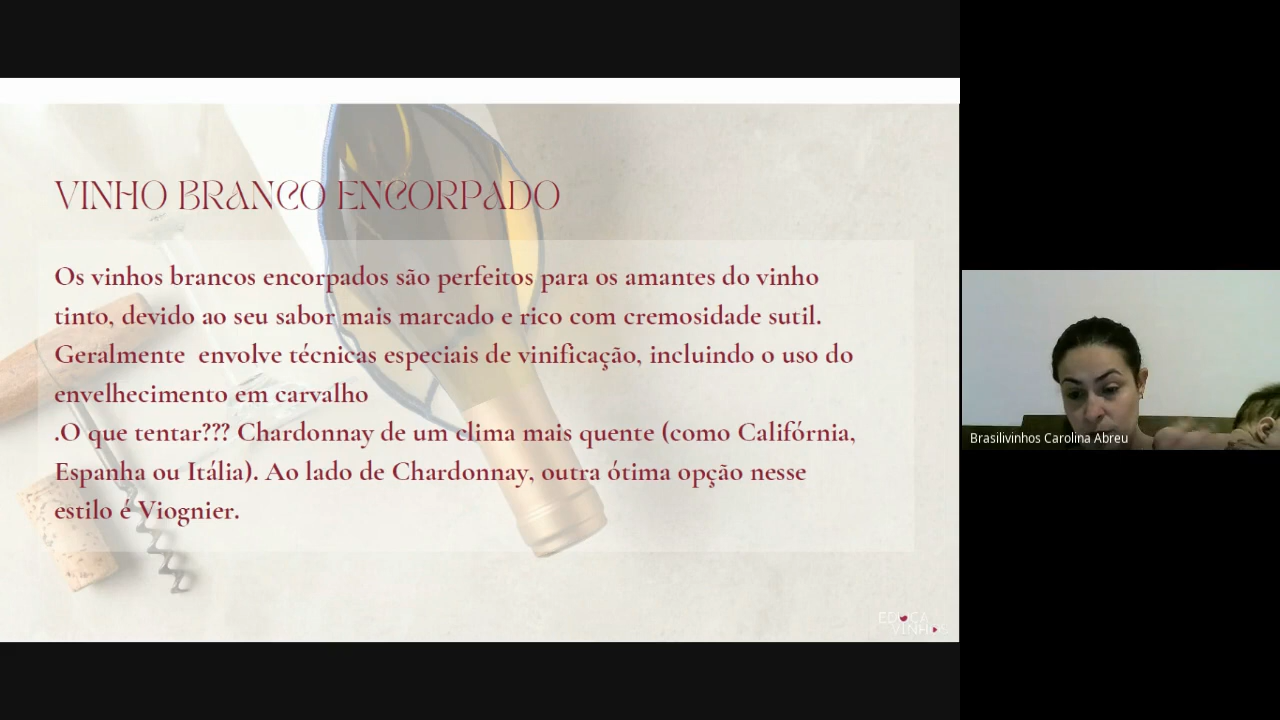 VINHO BRANCO ENCORPADO
Os vinhos brancos encorpados são perfeitos para os amantes do vinho
tinto, devido ao seu sabor mais marcado e rico com cremosidade sutil.
Geralmente  envolve técnicas especiais de vinificação, incluindo o uso do
envelhecimento em carvalho
.O que tentar??? Chardonnay de um clima mais quente (como Califórnia,
Espanha ou Itália). Ao lado de Chardonnay, outra ótima opção nesse
estilo é Viognier.
EDUCA
VINHOS
Brasilivinhos Carolina Abreu